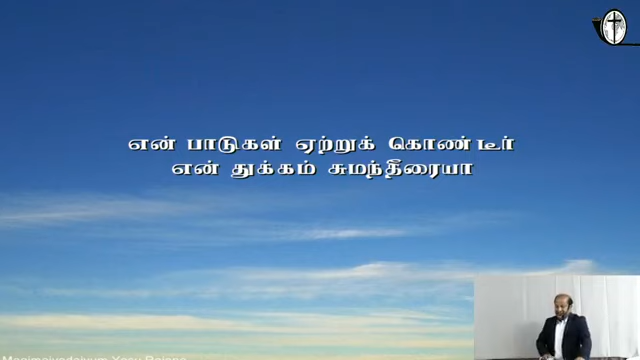 என் பாடுகள் ஏற்றுக் கொண்டீர்
என் துக்கம் சுமந்தீரையா